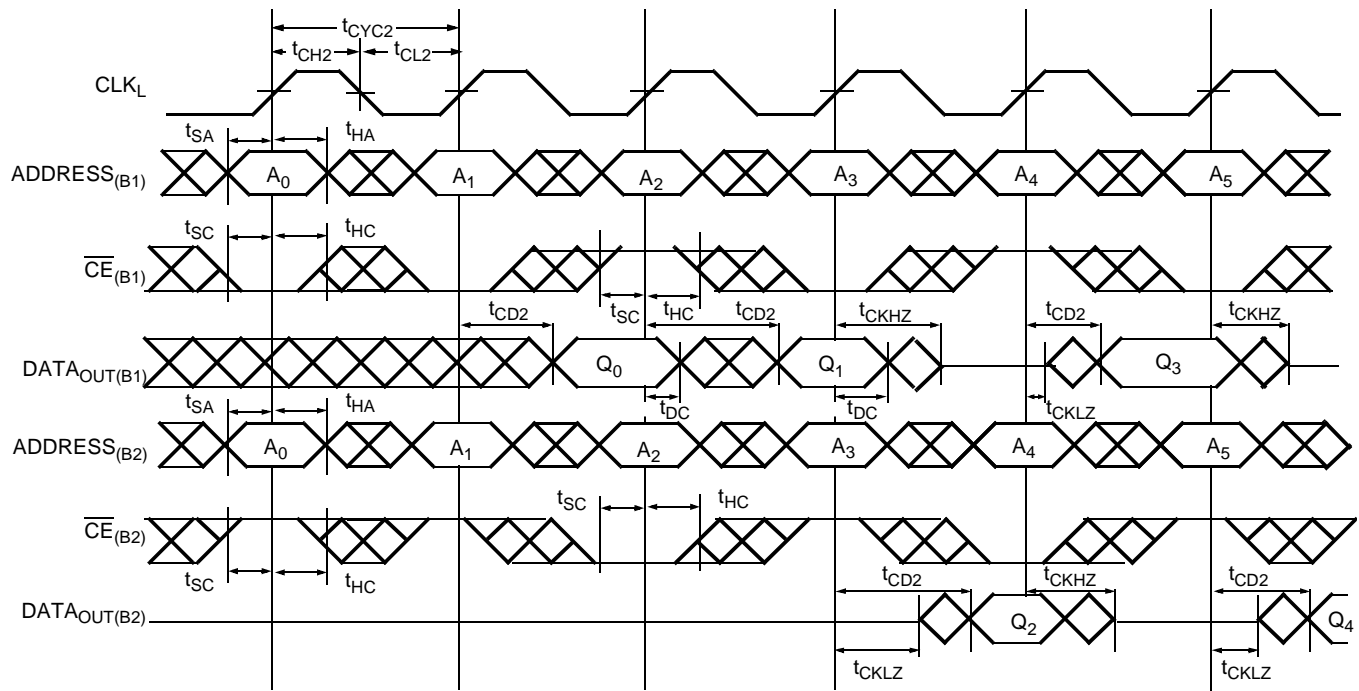 tCYC2
tCH2 tCL2
CLKL
tSA tHA
ADDRESS(B1) A0 A1 A2 A3 A4 A5
tSC tHC
CE(B1)
tCD2 tSC tHC tCD2 tCKHZ tCD2 tCKHZ
DATAOUT(B1) Q0 Q1 Q3
tSA tHA tDC tDC tCKLZ
ADDRESS(B2) A0 A1 A2 A3 A4 A5
tSC tHC
CE(B2)
tSC tHC tCD2 tCKHZ tCD2
DATAOUT(B2) Q2 Q4
tCKLZ tCKLZ